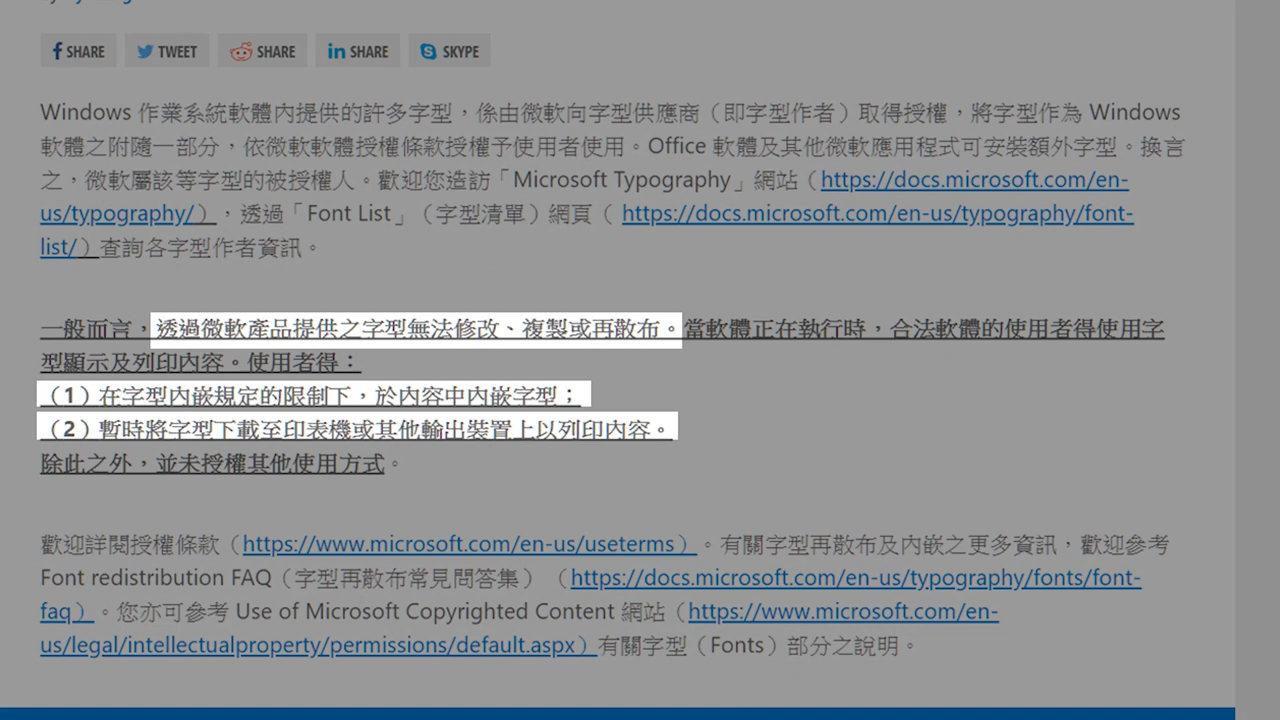 SHARE TWEET SHARE SHARE SKYPE
Windows 作業系統軟體內提供的許多字型，係由微軟向字型供應商（即字型作者）取得授權，將字型作為 Windows
軟體之附隨一部分，依微軟軟體授權條款授權予使用者使用。Office 軟體及其他微軟應用程式可安裝額外字型。換言
之，微軟屬該等字型的被授權人。歡迎您造訪「Microsoft Typography」網站（https://docs.microsoft.com/en-
us/typography/），透過「Font List」（字型清單）網頁（ https://docs.microsoft.com/en-us/typography/font-
list/）查詢各字型作者資訊。
一般而言，透過微軟產品提供之字型無法修改、複製或再散布。當軟體正在執行時，合法軟體的使用者得使用字
型顯示及列印內容。使用者得：
（1）在字型內嵌規定的限制下，於內容中內嵌字型；
（2）暫時將字型下載至印表機或其他輸出裝置上以列印內容。
除此之外，並未授權其他使用方式。
歡迎詳閱授權條款（https://www.microsoft.com/en-us/useterms）。有關字型再散布及內嵌之更多資訊，歡迎參考
Font redistribution FAQ（字型再散布常見問答集）（https://docs.microsoft.com/en-us/typography/fonts/font-
faq）。您亦可參考 Use of Microsoft Copyrighted Content 網站（https://www.microsoft.com/en-
us/legal/intellectualproperty/permissions/default.aspx）有關字型（Fonts）部分之說明。